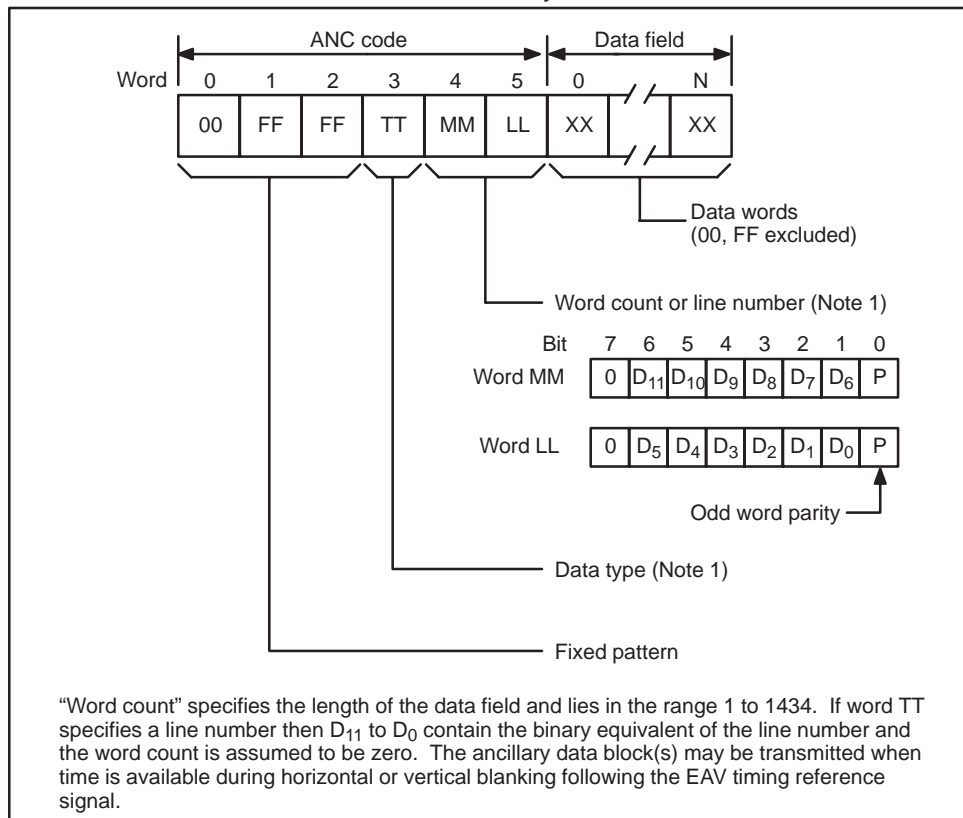 ANC code Data field
Word 0 1 2 3 4 5 0 N
00 FF FF TT MM LL XX XX
Data words
(00, FF excluded)
Word count or line number (Note 1)
Bit 7 6 5 4 3 2 1 0
Word MM 0 D11 D10 D9 D8 D7 D6 P
Word LL 0 D5 D4 D3 D2 D1 D0 P
Odd word parity
Data type (Note 1)
Fixed pattern
“Word count” specifies the length of the data field and lies in the range 1 to 1434. If word TT
specifies a line number then D11 to D0 contain the binary equivalent of the line number and
the word count is assumed to be zero. The ancillary data block(s) may be transmitted when
time is available during horizontal or vertical blanking following the EAV timing reference
signal.